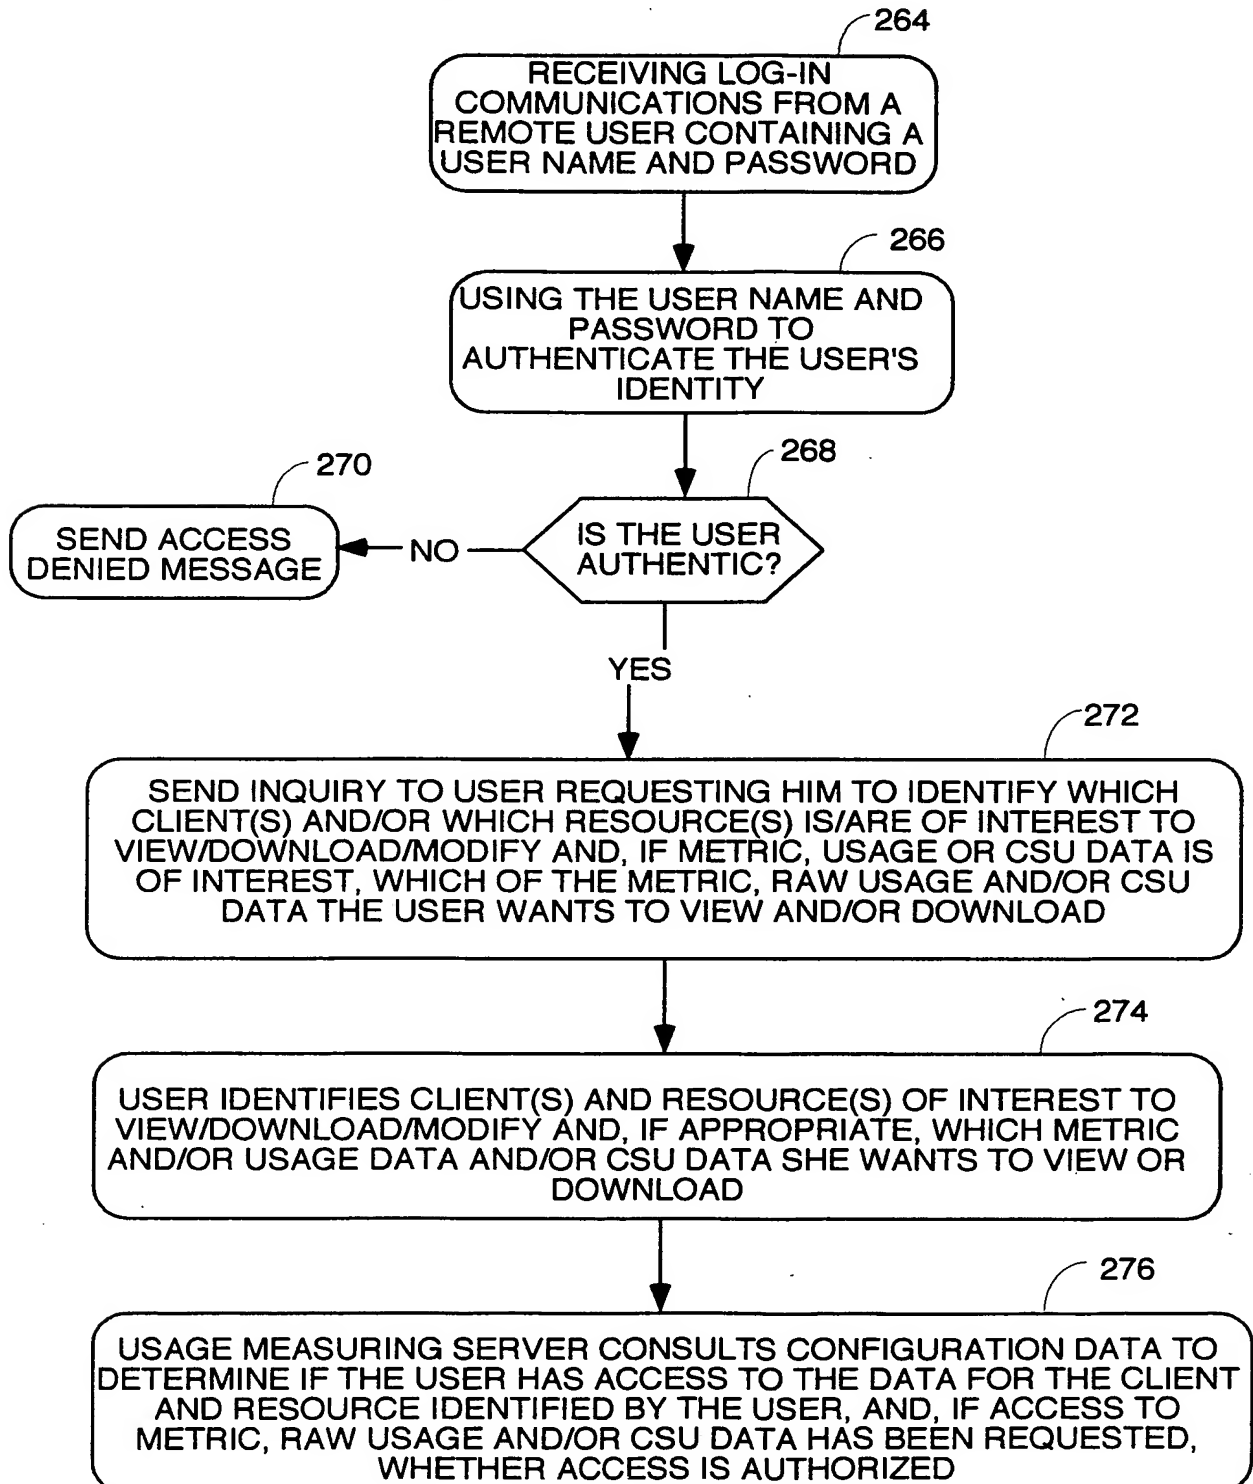 264
RECEIVING LOG-IN
COMMUNICATIONS FROM A
REMOTE USER CONTAINING A
USER NAME AND PASSWORD
266
USING THE USER NAME AND
PASSWORD TO
AUTHENTICATE THE USER'S
IDENTITY
268
IS THE USER
AUTHENTIC?
NO
270
SEND ACCESS
DENIED MESSAGE
YES
272
SEND INQUIRY TO USER REQUESTING HIM TO IDENTIFY WHICH
CLIENT(S) AND/OR WHICH RESOURCE(S) IS/ARE OF INTEREST TO
VIEW/DOWNLOAD/MODIFY AND, IF METRIC, USAGE OR CSU DATA IS
OF INTEREST, WHICH OF THE METRIC, RAW USAGE AND/OR CSU
DATA THE USER WANTS TO VIEW AND/OR DOWNLOAD
274
USER IDENTIFIES CLIENT(S) AND RESOURCE(S) OF INTEREST TO
VIEW/DOWNLOAD/MODIFY AND, IF APPROPRIATE, WHICH METRIC
AND/OR USAGE DATA AND/OR CSU DATA SHE WANTS TO VIEW OR
DOWNLOAD
276
USAGE MEASURING SERVER CONSULTS CONFIGURATION DATA TO
DETERMINE IF THE USER HAS ACCESS TO THE DATA FOR THE CLIENT
AND RESOURCE IDENTIFIED BY THE USER, AND, IF ACCESS TO
METRIC, RAW USAGE AND/OR CSU DATA HAS BEEN REQUESTED,
WHETHER ACCESS IS AUTHORIZED